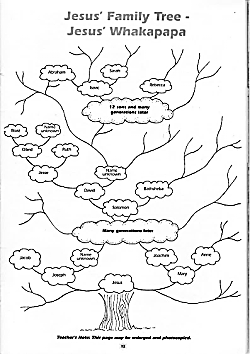 Jesus' Family Tree -
Jesus' Whakapapa
Abraham
Sarah
Isaac
Rebecca
12 sons and many
generations later
Boaz
Name
unknown
Obed
Ruth
Jesse
Name
unknown
David
Bathsheba
Solomon
Many generations later
Jacob
Name
unknown
Joachim
Anne
Joseph
Mary
Jesus
Teacher's Note: This page may be enlarged and photocopied.